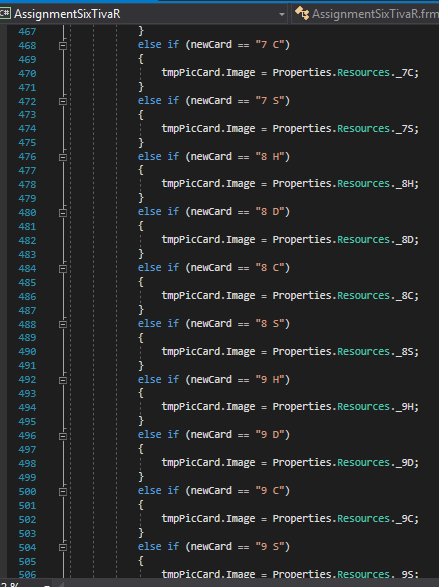 C# AssignmentSixTivaR AssignmentSixTivaR.frm
467 }
468 else if (newCard == "7 C")
469 {
470 tmpPicCard.Image = Properties.Resources._7C;
471 }
472 else if (newCard == "7 S")
473 {
474 tmpPicCard.Image = Properties.Resources._7S;
475 }
476 else if (newCard == "8 H")
477 {
478 tmpPicCard.Image = Properties.Resources._8H;
479 }
480 else if (newCard == "8 D")
481 {
482 tmpPicCard.Image = Properties.Resources._8D;
483 }
484 else if (newCard == "8 C")
485 {
486 tmpPicCard.Image = Properties.Resources._8C;
487 }
488 else if (newCard == "8 S")
489 {
490 tmpPicCard.Image = Properties.Resources._8S;
491 }
492 else if (newCard == "9 H")
493 {
494 tmpPicCard.Image = Properties.Resources._9H;
495 }
496 else if (newCard == "9 D")
497 {
498 tmpPicCard.Image = Properties.Resources._9D;
499 }
500 else if (newCard == "9 C")
501 {
502 tmpPicCard.Image = Properties.Resources._9C;
503 }
504 else if (newCard == "9 S")
505 {
506 tmpPicCard.Image = Properties.Resources._9S;